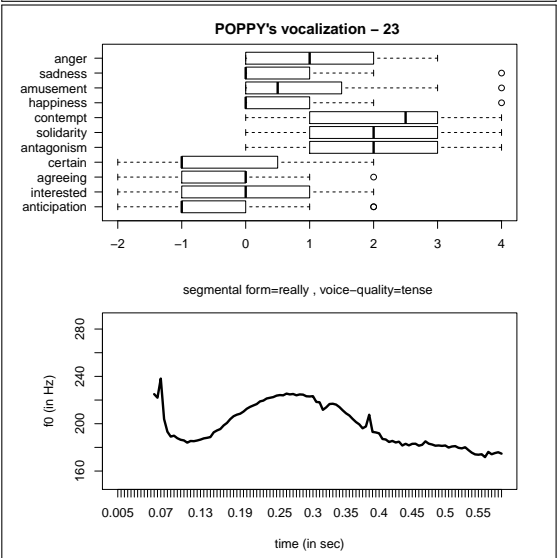 POPPY's vocalization – 23
anger
sadness
amusement
happiness
contempt
solidarity
antagonism
certain
agreeing
interested
anticipation
−2 −1 0 1 2 3 4
segmental form=really , voice−quality=tense
f0 (in Hz)
280
240
200
160
0.005 0.07 0.13 0.19 0.25 0.3 0.35 0.4 0.45 0.5 0.55
time (in sec)